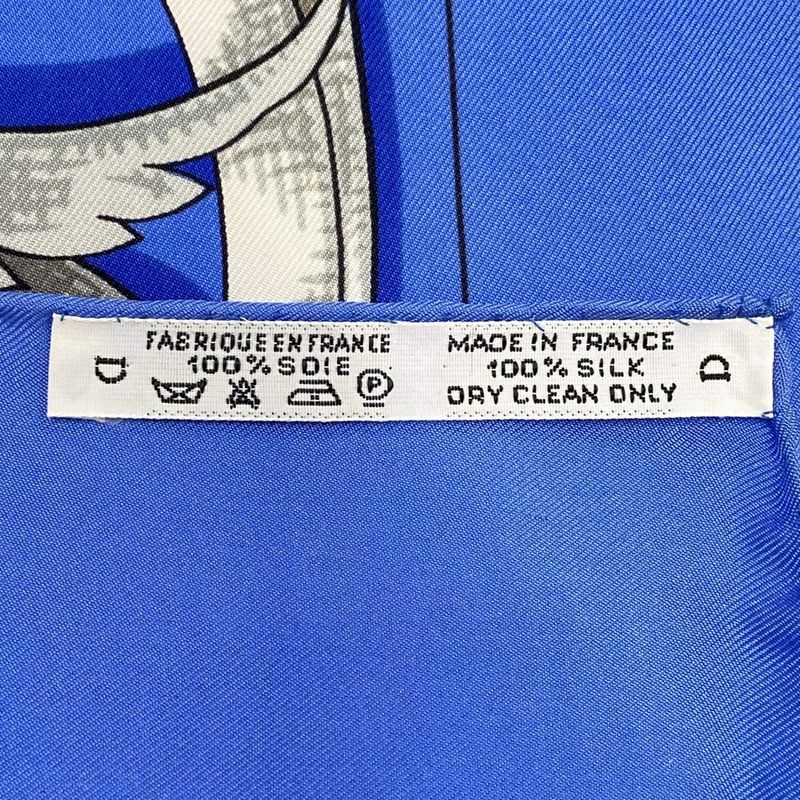 FABRIQUE EN FRANCE
100% SOIE
P
D
MADE IN FRANCE
100% SILK
DRY CLEAN ONLY
D